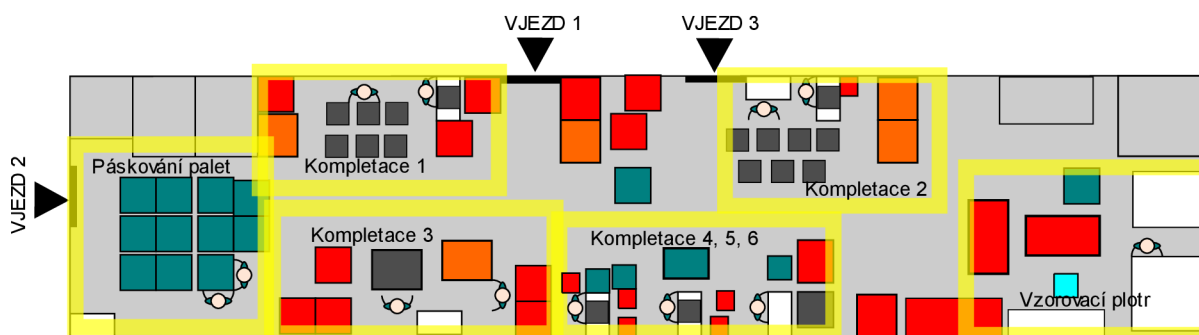 VJEZD 1
VJEZD 3
VJEZD 2
Páskování palet
Kompletace 1
Kompletace 2
Kompletace 3
Kompletace 4, 5, 6
Vzorovací plotr